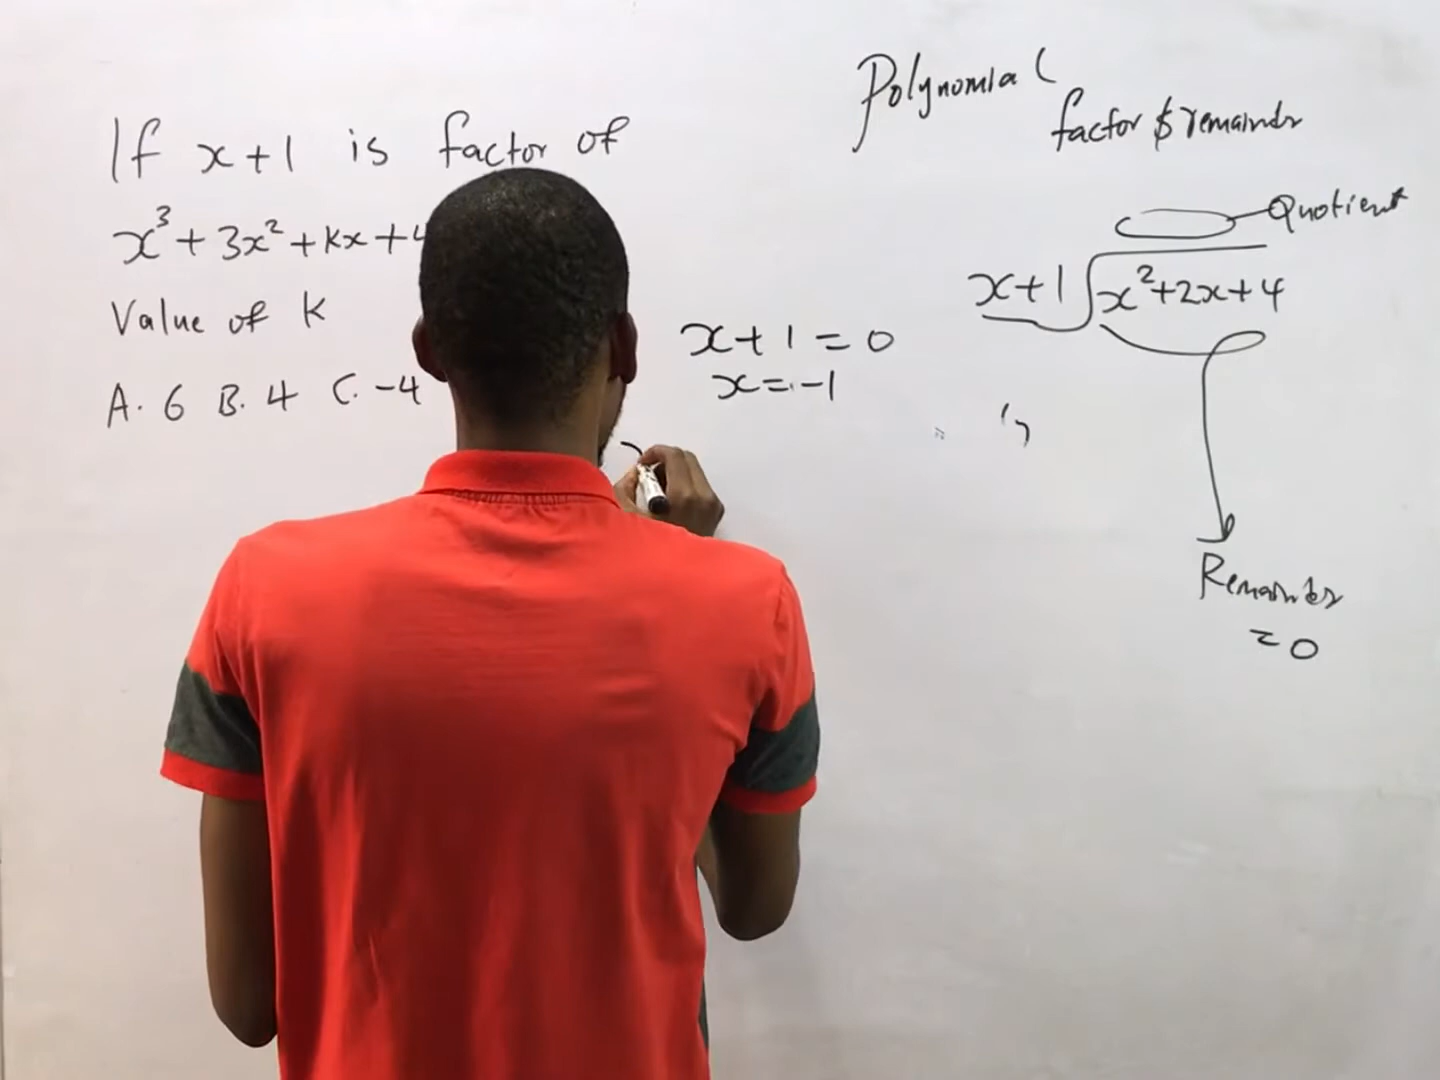 If x+1 is factor of
x³+3x²+kx+4
Value of k
A. 6 B. 4 C. -4
x+1=0
x=-1
Polynomial
factor & remainder
Quotient
x+1 x²+2x+4
Remainder
=0